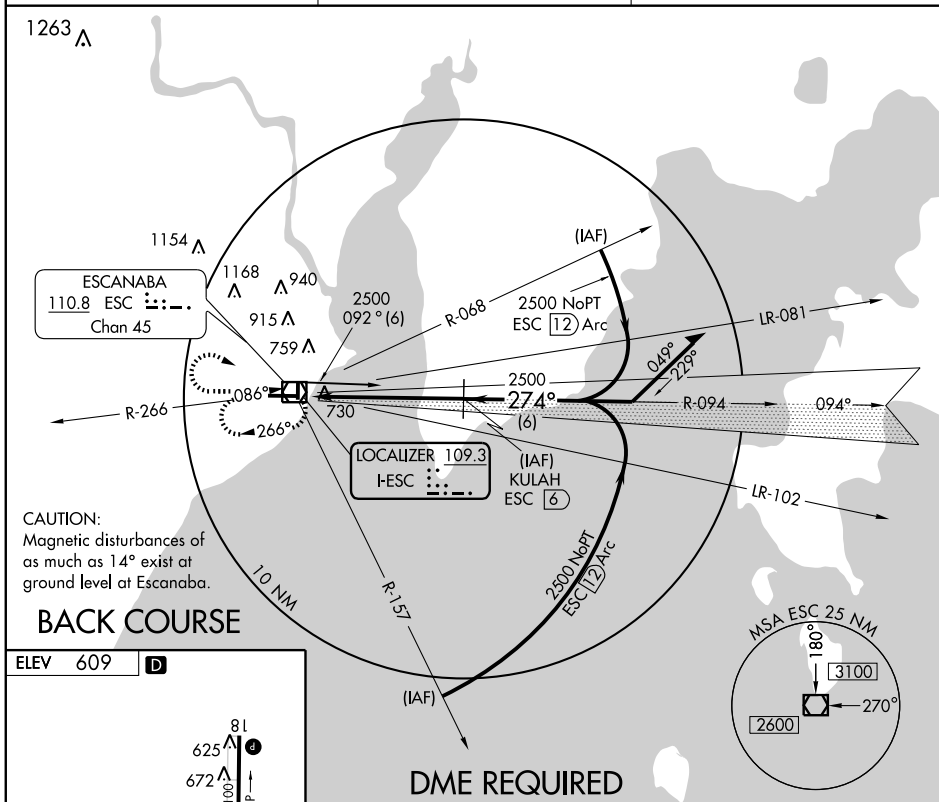 1263
1154
1168
940
915
759
730
ESCANABA
110.8 ESC
Chan 45
2500
092° (6)
R-068
(IAF)
2500 NoPT
ESC 12 Arc
LR-081
049°
229°
2500
274°
(6)
R-094
094°
086°
266°
R-266
LOCALIZER 109.3
I-ESC
(IAF)
KULAH
ESC 6
LR-102
CAUTION:
Magnetic disturbances of
as much as 14° exist at
ground level at Escanaba.
10 NM
R-157
2500 NoPT
ESC 12 Arc
BACK COURSE
(IAF)
MSA ESC 25 NM
180°
3100
270°
2600
ELEV 609 D
18
625
P
672
100
P
DME REQUIRED